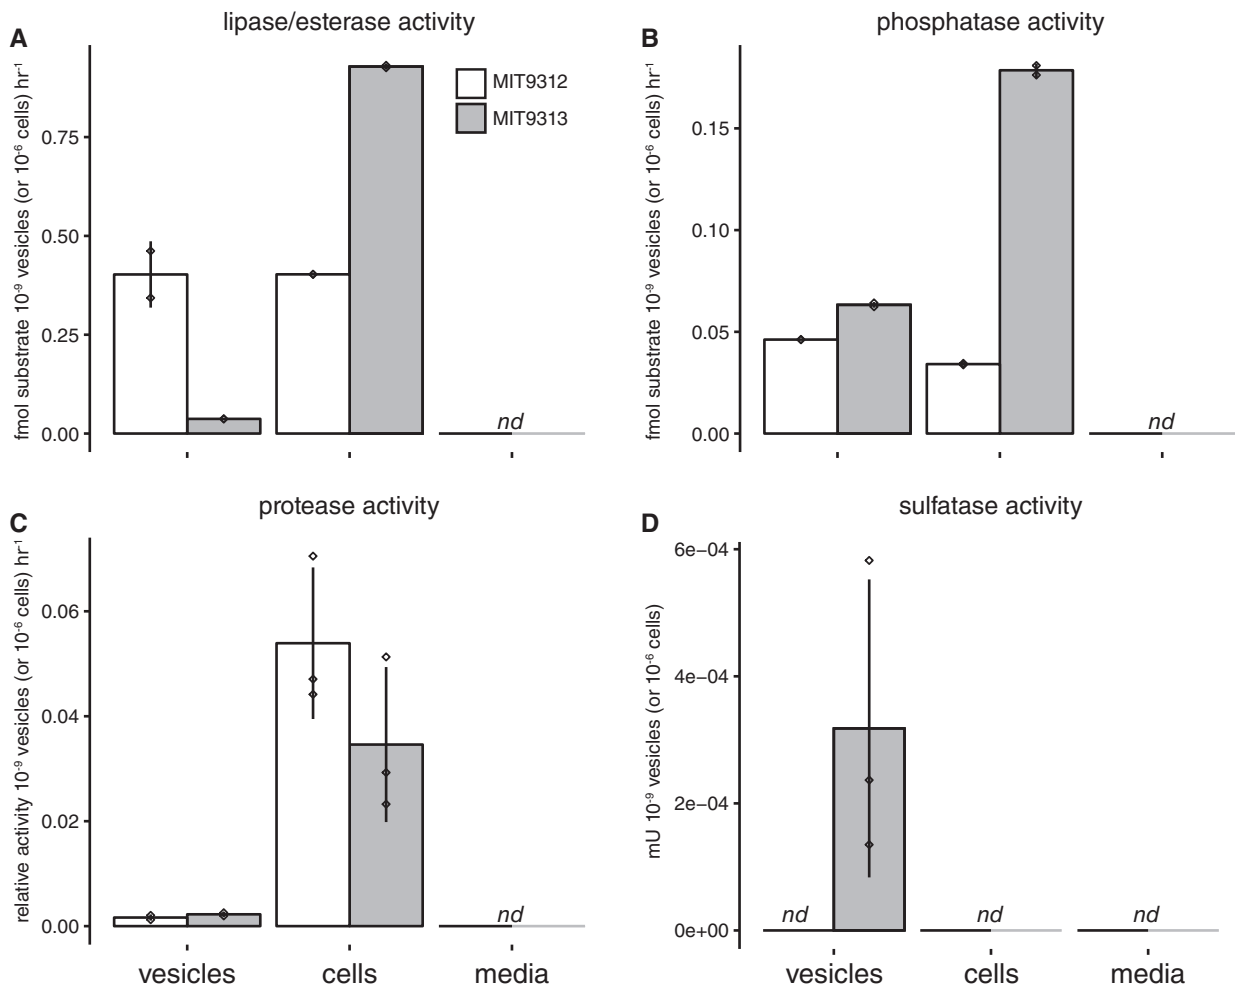 A
lipase/esterase activity
fmol substrate 10⁻⁹ vesicles (or 10⁻⁶ cells) hr⁻¹
0.75
0.50
0.25
0.00
MIT9312
MIT9313
nd
B
phosphatase activity
fmol substrate 10⁻⁹ vesicles (or 10⁻⁶ cells) hr⁻¹
0.15
0.10
0.05
0.00
nd
C
protease activity
relative activity 10⁻⁹ vesicles (or 10⁻⁶ cells) hr⁻¹
0.06
0.04
0.02
0.00
nd
vesicles
cells
media
D
sulfatase activity
mU 10⁻⁹ vesicles (or 10⁻⁶ cells)
6e−04
4e−04
2e−04
0e+00
nd
nd
nd
vesicles
cells
media